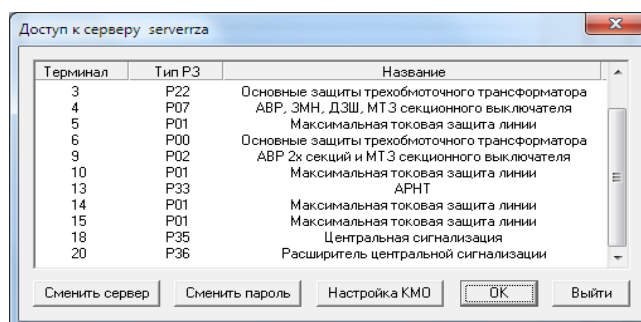 Доступ к серверу serverrza
Терминал Тип РЗ Название
3 P22 Основные защиты трехобмоточного трансформатора
4 P07 АВР, ЗМН, ДЗШ, МТЗ секционного выключателя
5 P01 Максимальная токовая защита линии
6 P00 Основные защиты трехобмоточного трансформатора
9 P02 АВР 2х секций и МТЗ секционного выключателя
10 P01 Максимальная токовая защита линии
13 P33 АРНТ
14 P01 Максимальная токовая защита линии
15 P01 Максимальная токовая защита линии
18 P35 Центральная сигнализация
20 P36 Расширитель центральной сигнализации
Сменить сервер Сменить пароль Настройка КМО OK Выйти